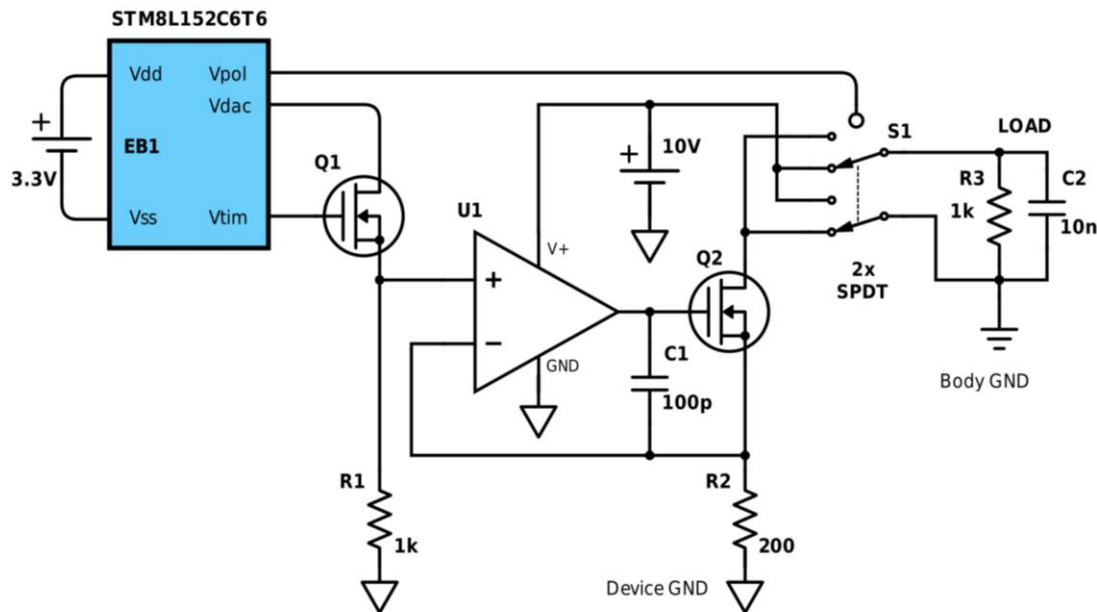 STM8L152C6T6
Vdd
Vpol
Vdac
+
EB1
3.3V
Vss
Vtim
Q1
U1
V+
+
−
GND
+
10V
S1
LOAD
R3
1k
C2
10n
2x
SPDT
Q2
C1
100p
Body GND
R1
1k
R2
200
Device GND